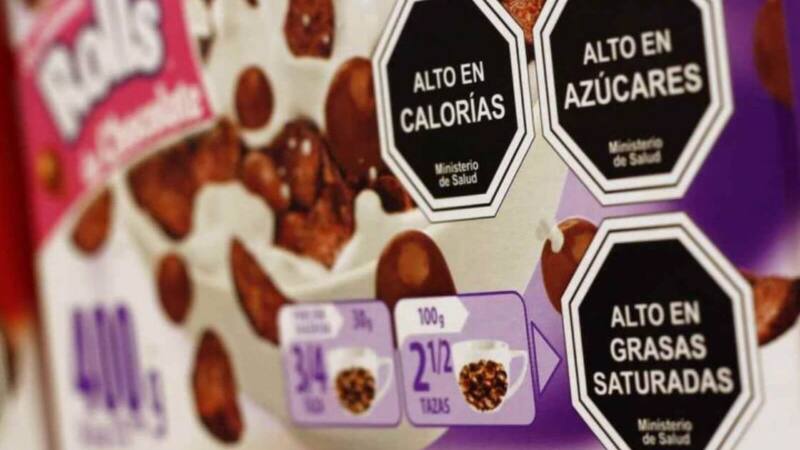 Rolls
de Chocolate
ALTO EN
CALORÍAS
Ministerio
de Salud
ALTO EN
AZÚCARES
Ministerio
de Salud
ALTO EN
GRASAS
SATURADAS
Ministerio
de Salud
30g
3/4
TAZA
100g
2 1/2
TAZAS
400g